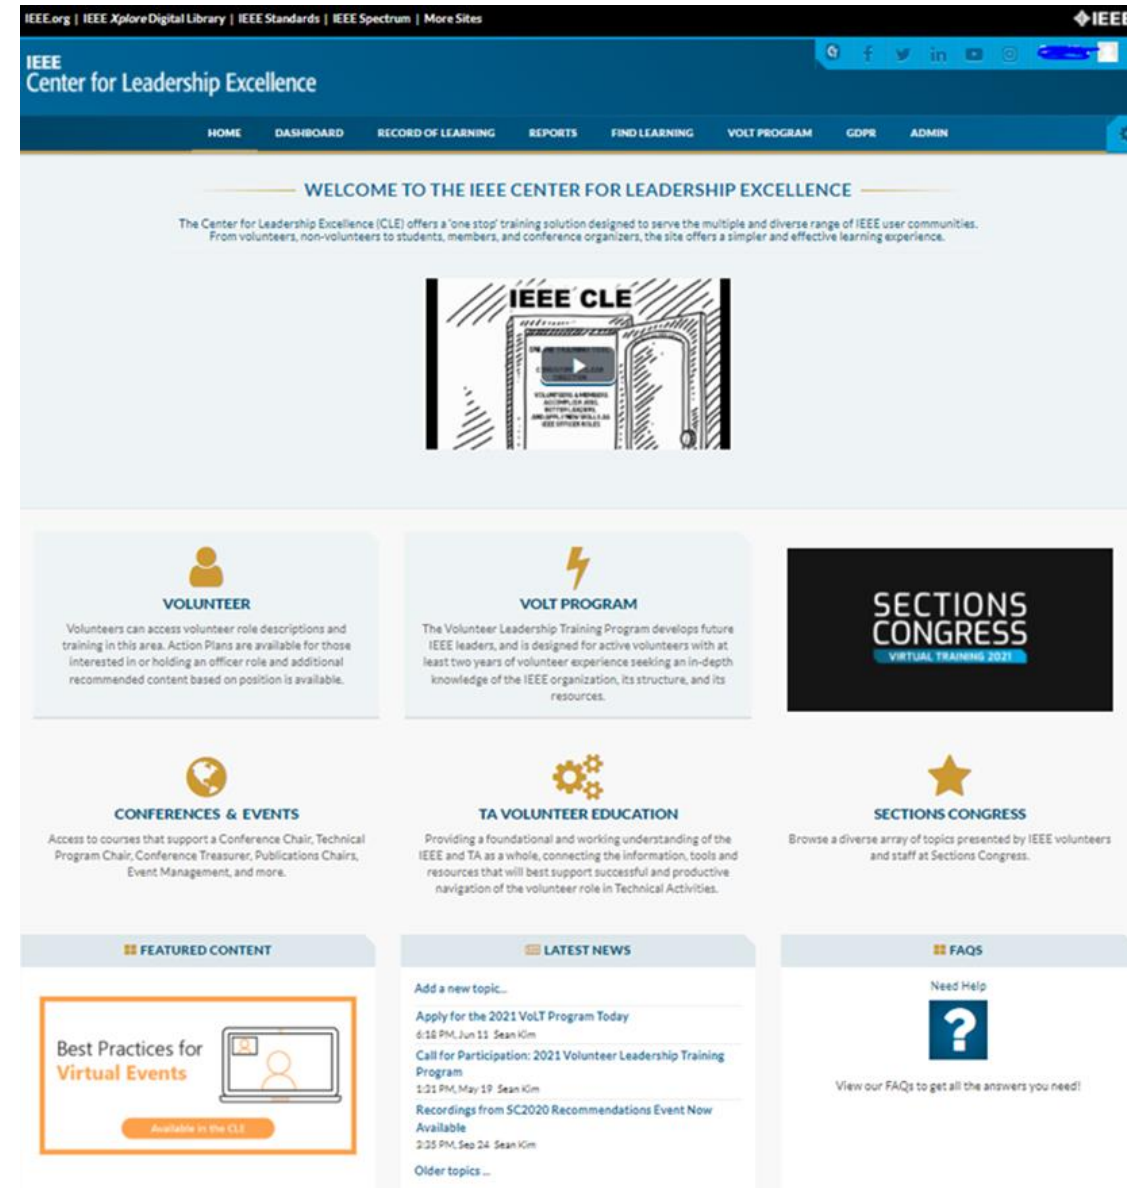 IEEE.org | IEEE Xplore Digital Library | IEEE Standards | IEEE Spectrum | More Sites
IEEE
IEEE
Center for Leadership Excellence
HOME DASHBOARD RECORD OF LEARNING REPORTS FIND LEARNING VOLT PROGRAM GDPR ADMIN
WELCOME TO THE IEEE CENTER FOR LEADERSHIP EXCELLENCE
The Center for Leadership Excellence (CLE) offers a 'one stop' training solution designed to serve the multiple and diverse range of IEEE user communities.
From volunteers, non-volunteers to students, members, and conference organizers, the site offers a simpler and effective learning experience.
IEEE CLE
VOLUNTEERS & MEMBERS
ACCOMPLISH JOBS,
BETTER LEADERS,
AND APPLY NEW SKILLS AS
IEEE OFFICER ROLES
VOLUNTEER
Volunteers can access volunteer role descriptions and
training in this area. Action Plans are available for those
interested in or holding an officer role and additional
recommended content based on position is available.
VOLT PROGRAM
The Volunteer Leadership Training Program develops future
IEEE leaders, and is designed for active volunteers with at
least two years of volunteer experience seeking an in-depth
knowledge of the IEEE organization, its structure, and its
resources.
SECTIONS
CONGRESS
VIRTUAL TRAINING 2021
CONFERENCES & EVENTS
Access to courses that support a Conference Chair, Technical
Program Chair, Conference Treasurer, Publications Chairs,
Event Management, and more.
TA VOLUNTEER EDUCATION
Providing a foundational and working understanding of the
IEEE and TA as a whole, connecting the information, tools and
resources that will best support successful and productive
navigation of the volunteer role in Technical Activities.
SECTIONS CONGRESS
Browse a diverse array of topics presented by IEEE volunteers
and staff at Sections Congress.
FEATURED CONTENT
Best Practices for
Virtual Events
Available in the CLE
LATEST NEWS
Add a new topic...
Apply for the 2021 VoLT Program Today
6:18 PM, Jun 11 Sean Kim
Call for Participation: 2021 Volunteer Leadership Training
Program
1:21 PM, May 19 Sean Kim
Recordings from SC2020 Recommendations Event Now
Available
3:35 PM, Sep 24 Sean Kim
Older topics ...
FAQS
Need Help
?
View our FAQs to get all the answers you need!